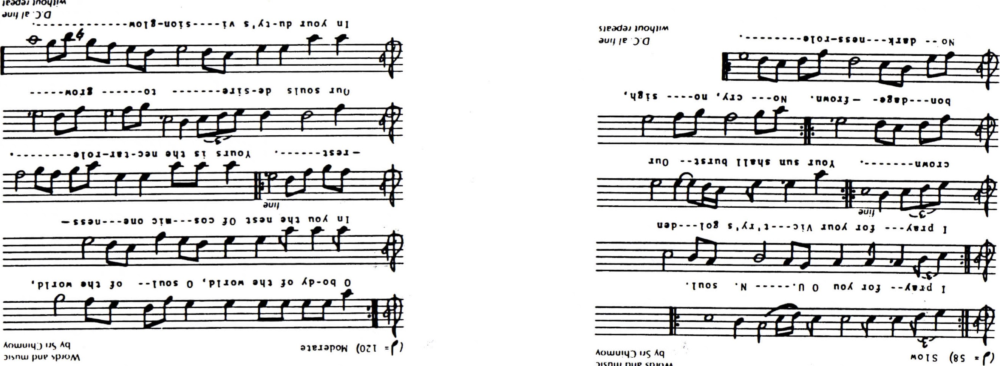 (♩= 58) Slow
Words and music
by Sri Chinmoy
3
I pray-- for you O U.----- N. soul.
3
I pray--- for your Vic---t'ry's gol---den
3 fine
crown--------. Your sun shall burst-- Our
bon---dage- -frown. No--- cry, no---- sigh,
No -- dark---ness-role---------.
D.C. al fine
without repeats
(♩= 120) Moderate
Words and music
by Sri Chinmoy
O bo-dy of the world, O soul-- of the world,
In you the nest Of cos---mic one---ness-
fine
-rest-------. Yours is the nec-tar-role---------.
3
Our souls de-sire-------- to------ grow-----
In your du-ty's vi-----sion-glow--------------.
D.C. al fine
without repeat